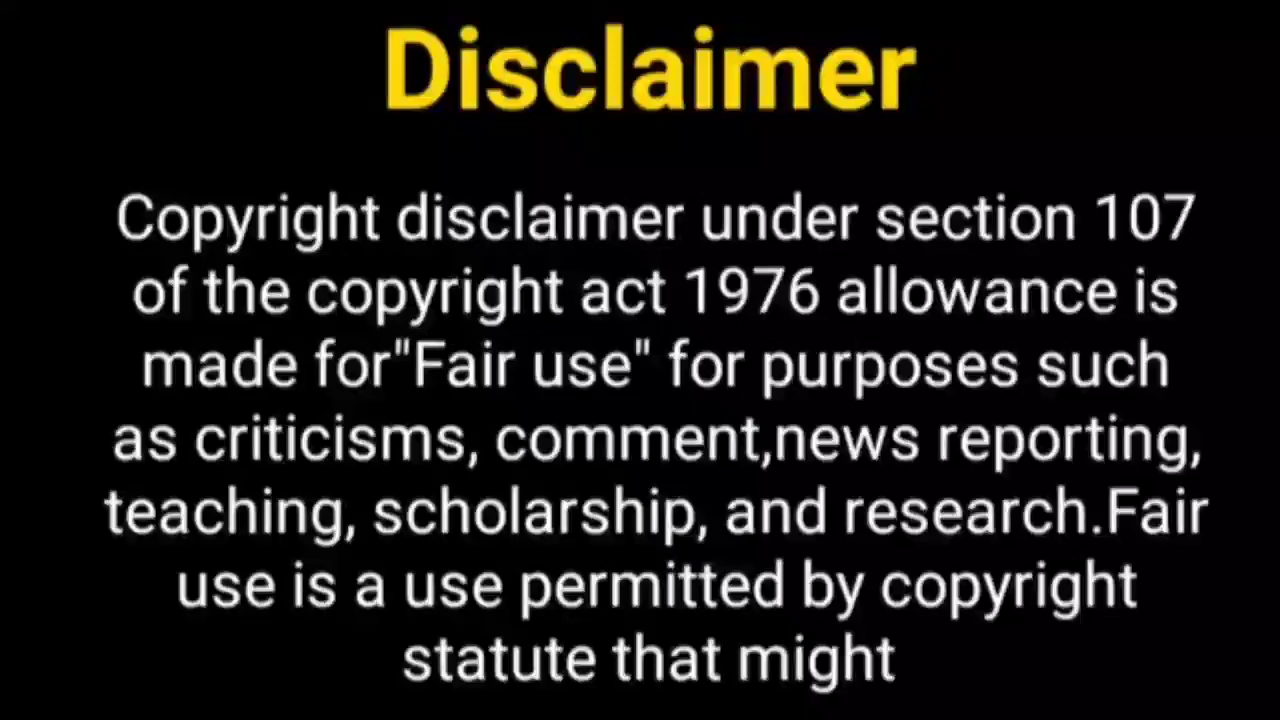 Disclaimer
Copyright disclaimer under section 107
of the copyright act 1976 allowance is
made for"Fair use" for purposes such
as criticisms, comment,news reporting,
teaching, scholarship, and research.Fair
use is a use permitted by copyright
statute that might